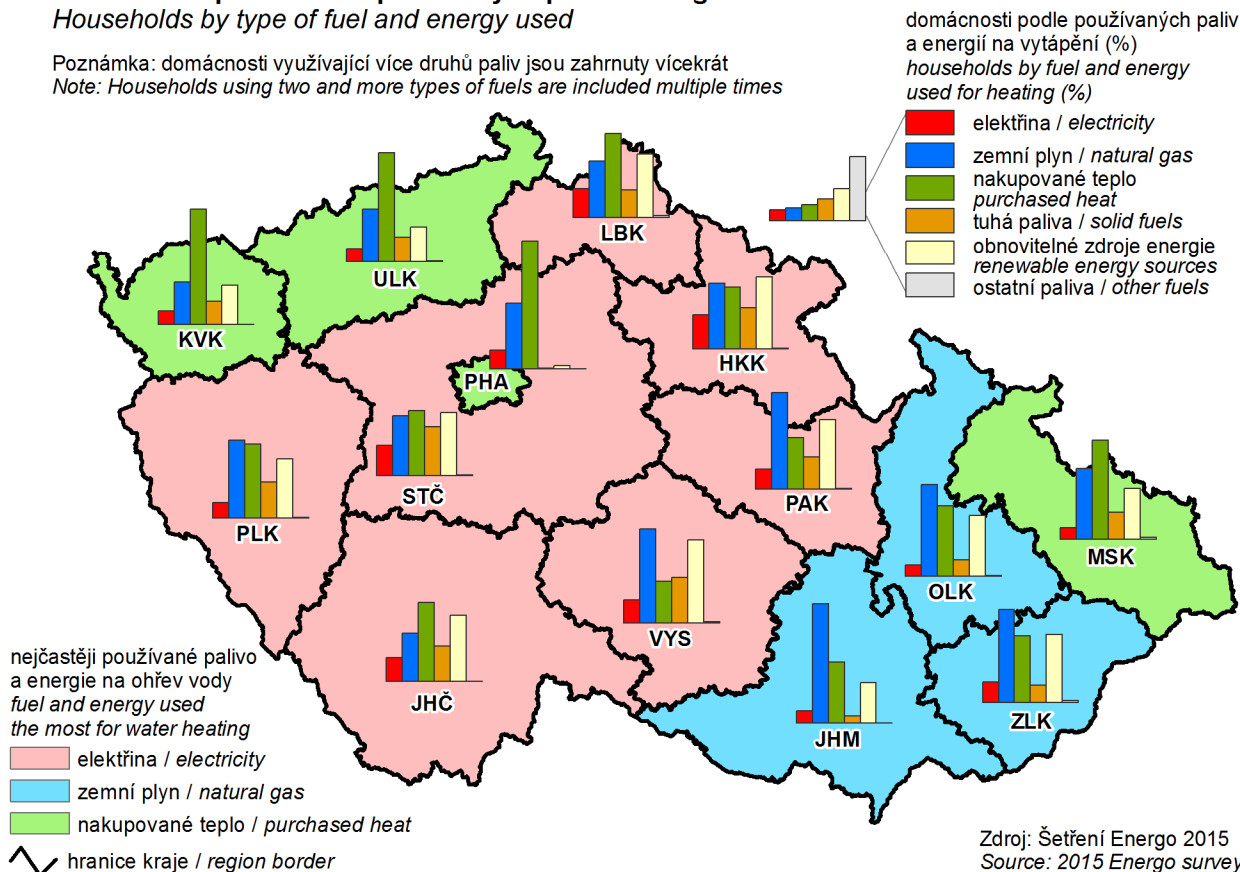 Households by type of fuel and energy used
Poznámka: domácnosti využívající více druhů paliv jsou zahrnuty vícekrát
Note: Households using two and more types of fuels are included multiple times
domácnosti podle používaných paliv
a energií na vytápění (%)
households by fuel and energy
used for heating (%)
elektřina / electricity
zemní plyn / natural gas
nakupované teplo
purchased heat
tuhá paliva / solid fuels
obnovitelné zdroje energie
renewable energy sources
ostatní paliva / other fuels
LBK
ULK
KVK
HKK
PHA
STČ
PAK
PLK
MSK
OLK
VYS
JHČ
ZLK
JHM
nejčastěji používané palivo
a energie na ohřev vody
fuel and energy used
the most for water heating
elektřina / electricity
zemní plyn / natural gas
nakupované teplo / purchased heat
hranice kraje / region border
Zdroj: Šetření Energo 2015
Source: 2015 Energo survey